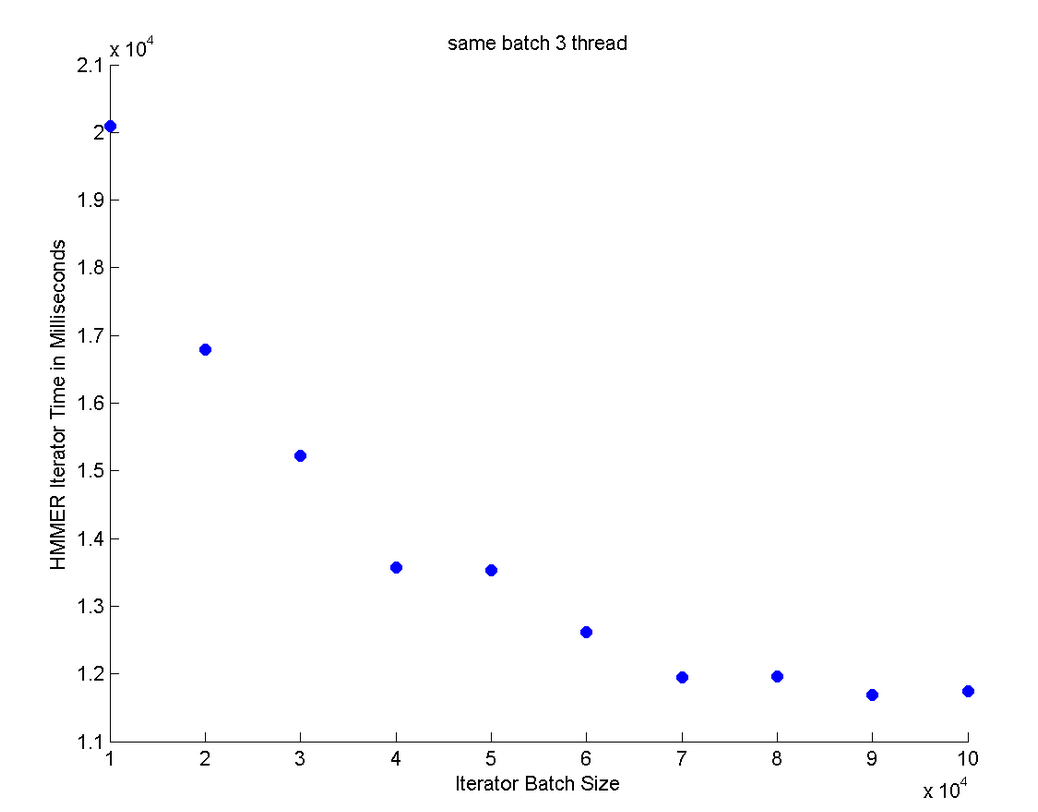 same batch 3 thread
x 10^4
2.1
2
1.9
1.8
1.7
1.6
1.5
1.4
1.3
1.2
1.1
HMMER Iterator Time in Milliseconds
1 2 3 4 5 6 7 8 9 10
Iterator Batch Size
x 10^4